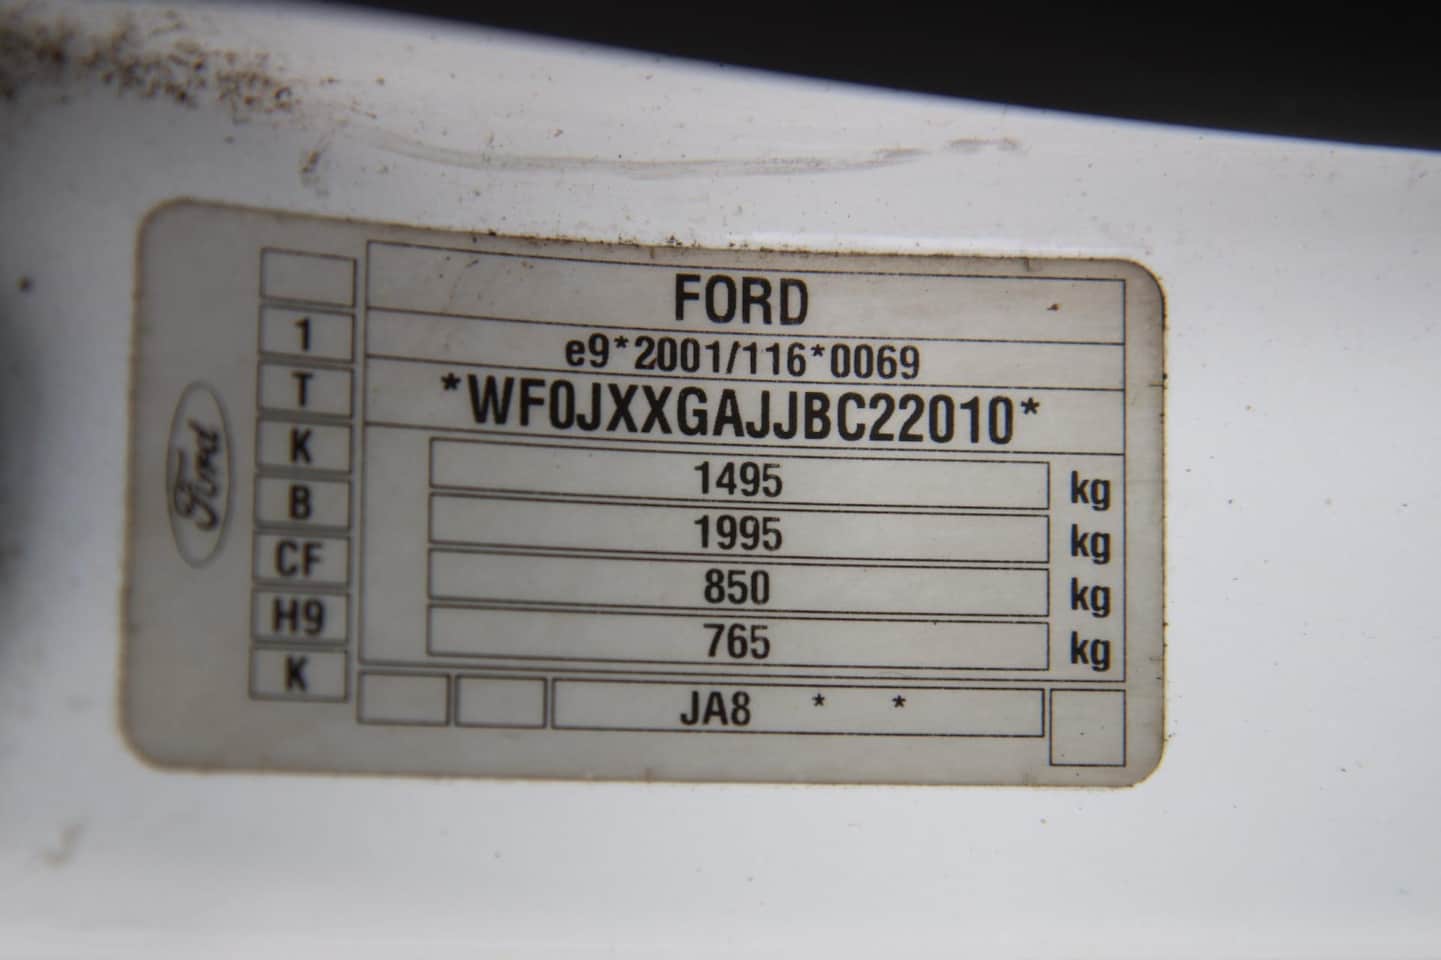 FORD
e9*2001/116*0069
*WF0JXXGAJJBC22010*
1495 kg
1995 kg
850 kg
765 kg
JA8 * *
1
T
K
B
CF
H9
K
Ford